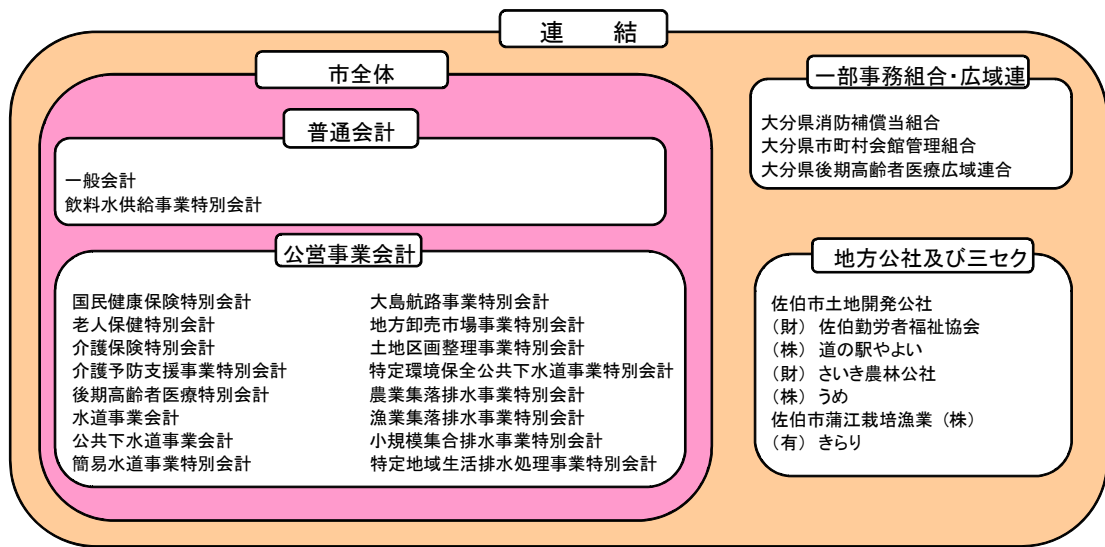 連　結
市全体
普通会計
一般会計
飲料水供給事業特別会計
公営事業会計
国民健康保険特別会計
老人保健特別会計
介護保険特別会計
介護予防支援事業特別会計
後期高齢者医療特別会計
水道事業会計
公共下水道事業会計
簡易水道事業特別会計
大島航路事業特別会計
地方卸売市場事業特別会計
土地区画整理事業特別会計
特定環境保全公共下水道事業特別会計
農業集落排水事業特別会計
漁業集落排水事業特別会計
小規模集合排水事業特別会計
特定地域生活排水処理事業特別会計
一部事務組合・広域連
大分県消防補償当組合
大分県市町村会館管理組合
大分県後期高齢者医療広域連合
地方公社及び三セク
佐伯市土地開発公社
（財）佐伯勤労者福祉協会
（株）道の駅やよい
（財）さいき農林公社
（株）うめ
佐伯市蒲江栽培漁業（株）
（有）きらり